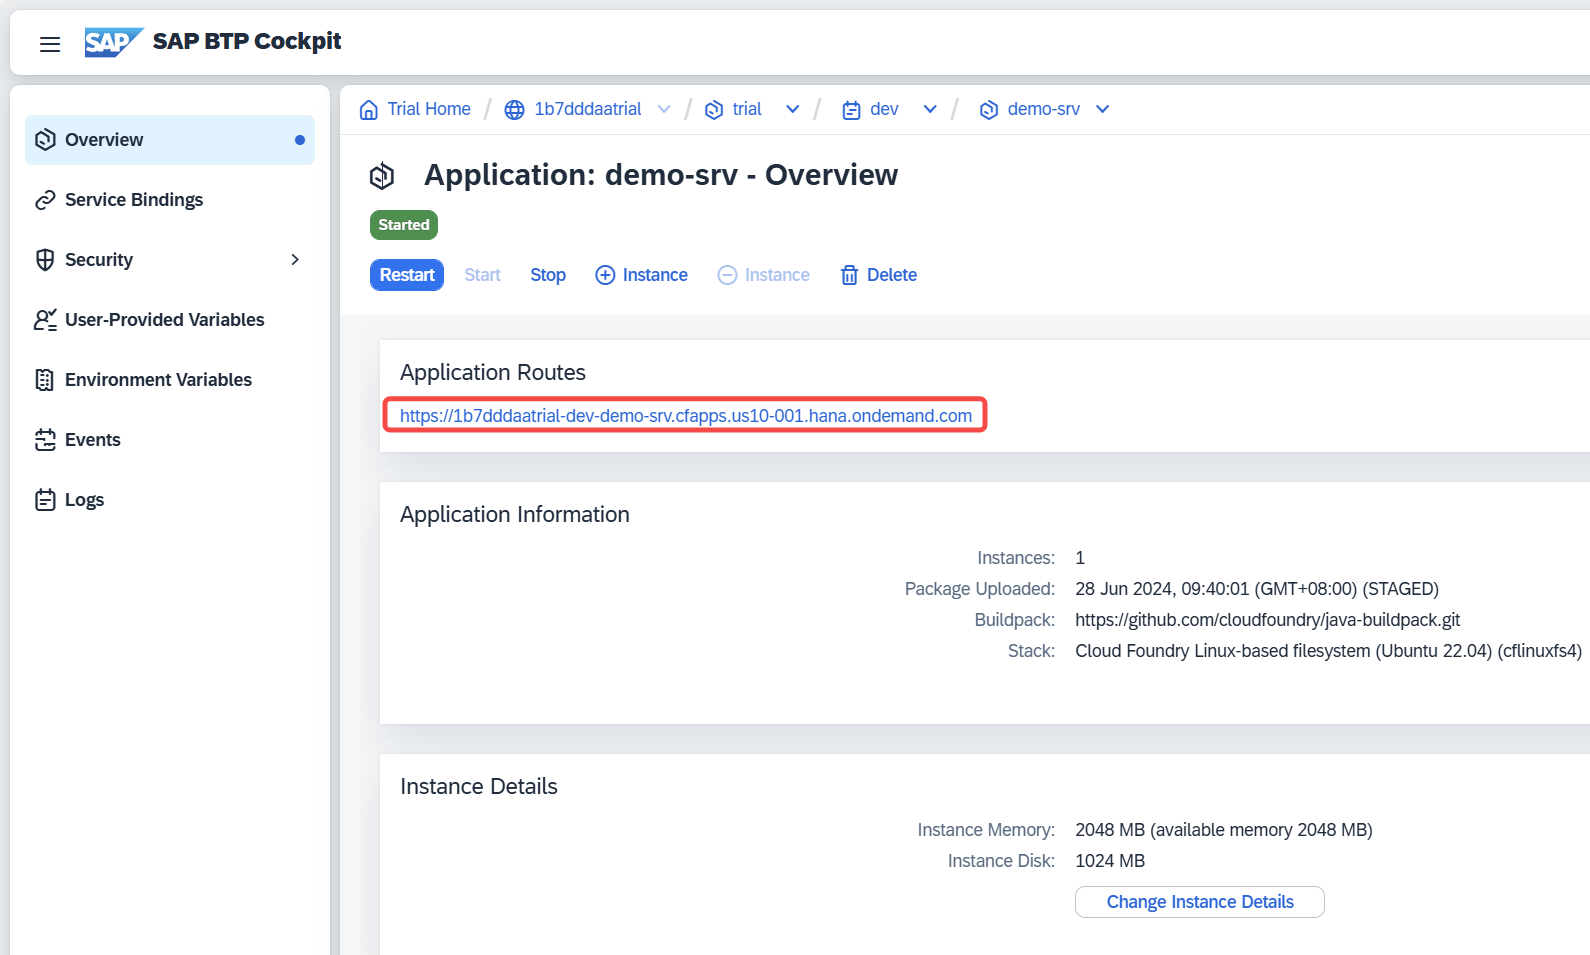 SAP SAP BTP Cockpit
Overview
Service Bindings
Security
User-Provided Variables
Environment Variables
Events
Logs
Trial Home / 1b7dddaatrial / trial / dev / demo-srv
Application: demo-srv - Overview
Started
Restart Start Stop Instance Instance Delete
Application Routes
https://1b7dddaatrial-dev-demo-srv.cfapps.us10-001.hana.ondemand.com
Application Information
Instances: 1
Package Uploaded: 28 Jun 2024, 09:40:01 (GMT+08:00) (STAGED)
Buildpack: https://github.com/cloudfoundry/java-buildpack.git
Stack: Cloud Foundry Linux-based filesystem (Ubuntu 22.04) (cflinuxfs4)
Instance Details
Instance Memory: 2048 MB (available memory 2048 MB)
Instance Disk: 1024 MB
Change Instance Details